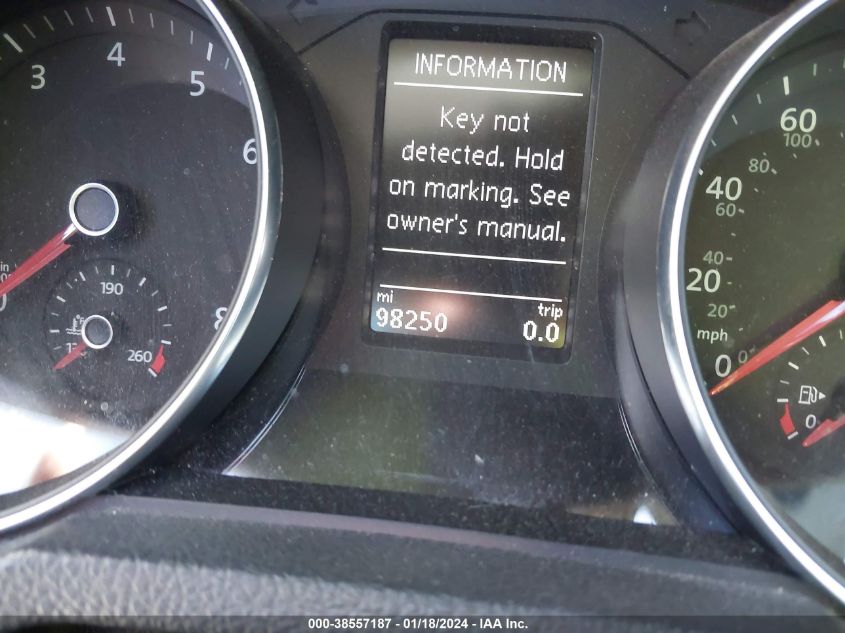 INFORMATION
Key not
detected. Hold
on marking. See
owner's manual.
mi
98250
trip
0.0
3
4
5
6
8
190
260
60
100
80
40
60
40
20
20
mph
0
0
0
000-38557187 - 01/18/2024 - IAA Inc.